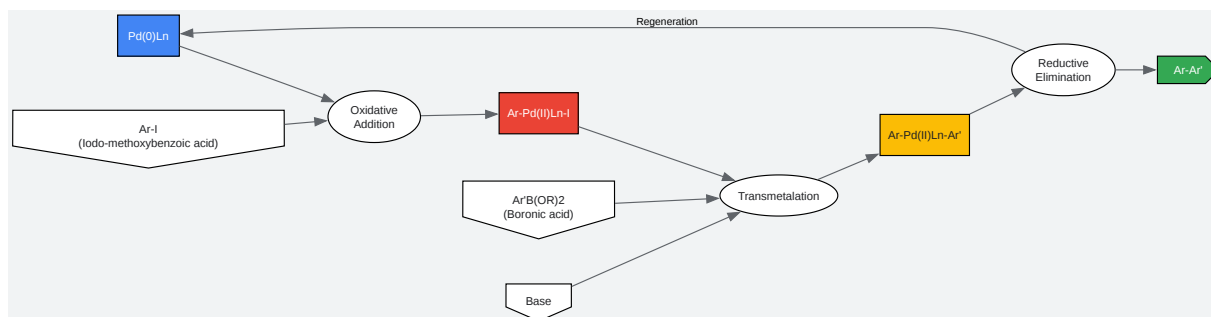 Regeneration
Pd(0)Ln
Reductive
Elimination
Ar-Ar'
Oxidative
Addition
Ar-Pd(II)Ln-I
Ar-I
(Iodo-methoxybenzoic acid)
Ar-Pd(II)Ln-Ar'
Ar'B(OR)2
(Boronic acid)
Transmetalation
Base